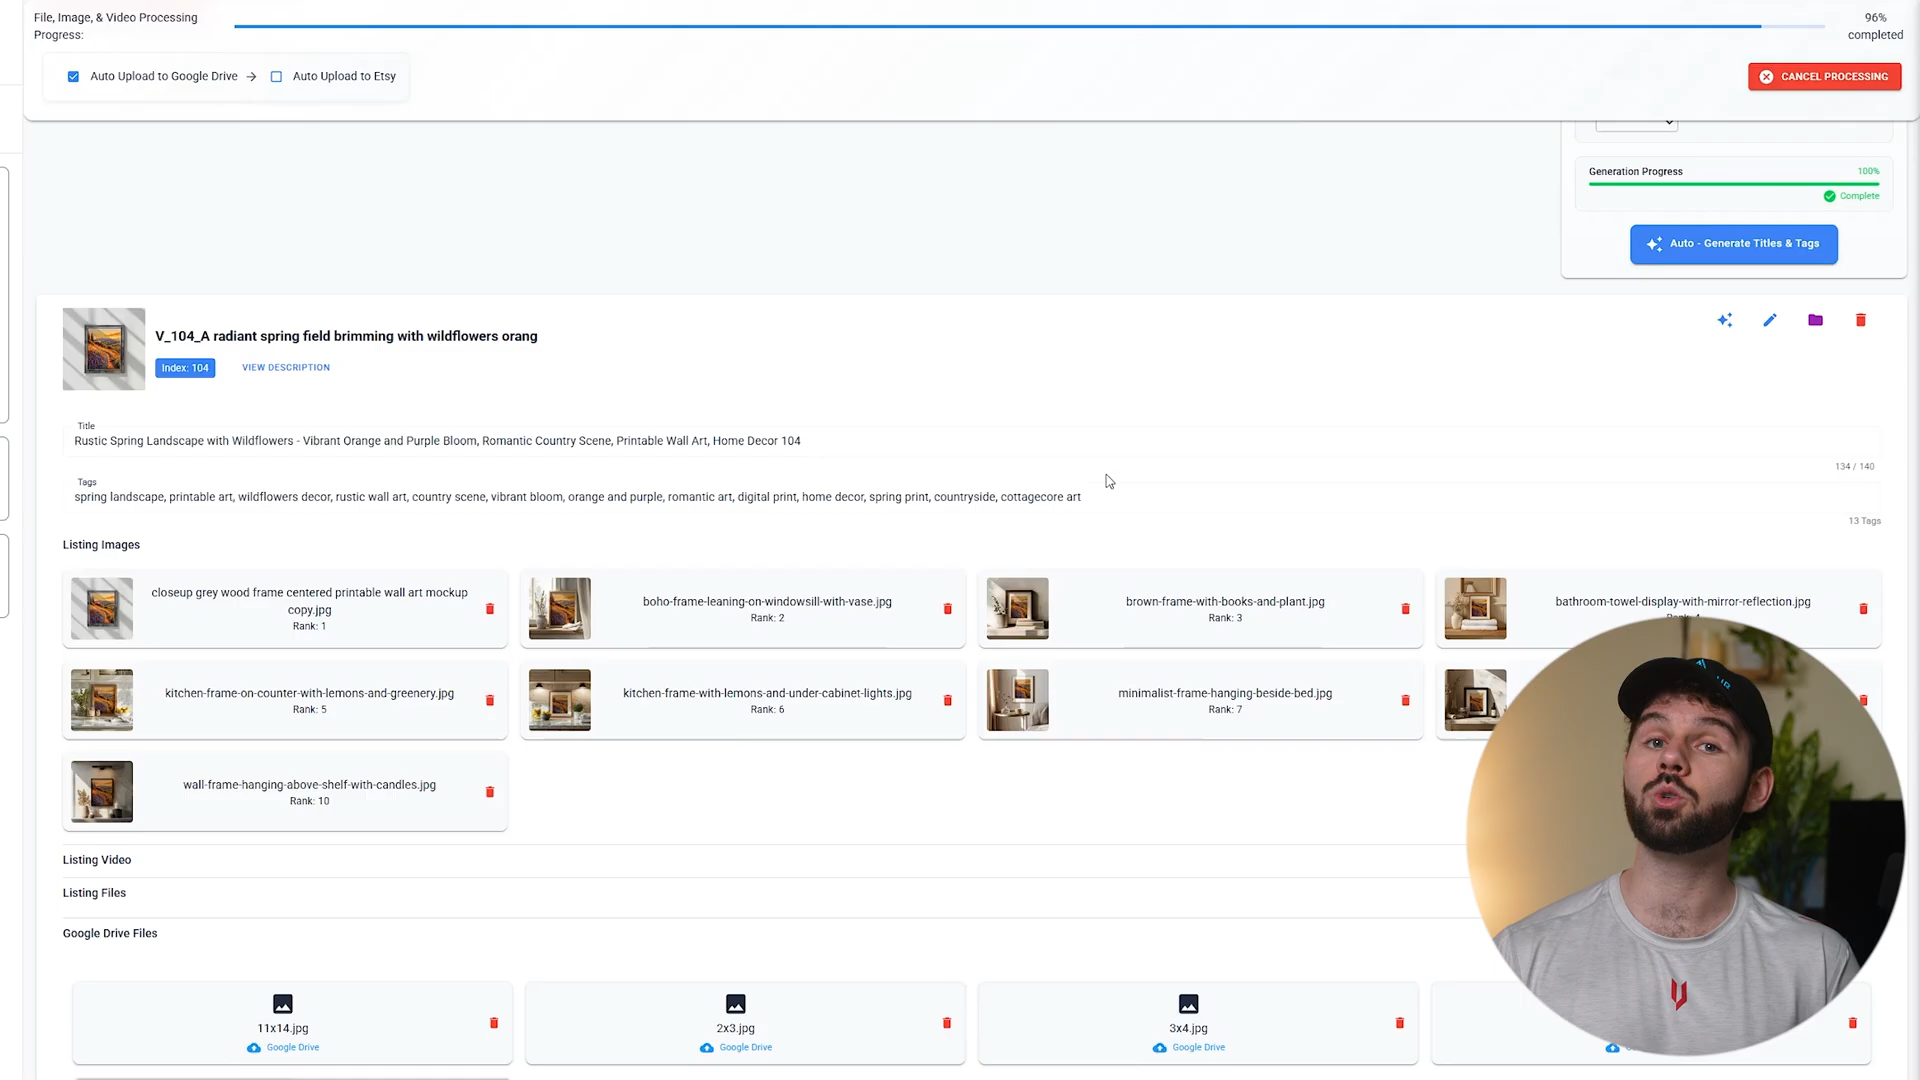 File, Image, & Video Processing
Progress:
96%
completed
Auto Upload to Google Drive → Auto Upload to Etsy
CANCEL PROCESSING
Generation Progress
100%
Complete
Auto - Generate Titles & Tags
V_104_A radiant spring field brimming with wildflowers orang
Index: 104
VIEW DESCRIPTION
Title
Rustic Spring Landscape with Wildflowers - Vibrant Orange and Purple Bloom, Romantic Country Scene, Printable Wall Art, Home Decor 104
134 / 140
Tags
spring landscape, printable art, wildflowers decor, rustic wall art, country scene, vibrant bloom, orange and purple, romantic art, digital print, home decor, spring print, countryside, cottagecore art
13 Tags
Listing Images
closeup grey wood frame centered printable wall art mockup
copy.jpg
Rank: 1
boho-frame-leaning-on-windowsill-with-vase.jpg
Rank: 2
brown-frame-with-books-and-plant.jpg
Rank: 3
bathroom-towel-display-with-mirror-reflection.jpg
Rank: 4
kitchen-frame-on-counter-with-lemons-and-greenery.jpg
Rank: 5
kitchen-frame-with-lemons-and-under-cabinet-lights.jpg
Rank: 6
minimalist-frame-hanging-beside-bed.jpg
Rank: 7
wall-frame-hanging-above-shelf-with-candles.jpg
Rank: 10
Listing Video
Listing Files
Google Drive Files
11x14.jpg
Google Drive
2x3.jpg
Google Drive
3x4.jpg
Google Drive